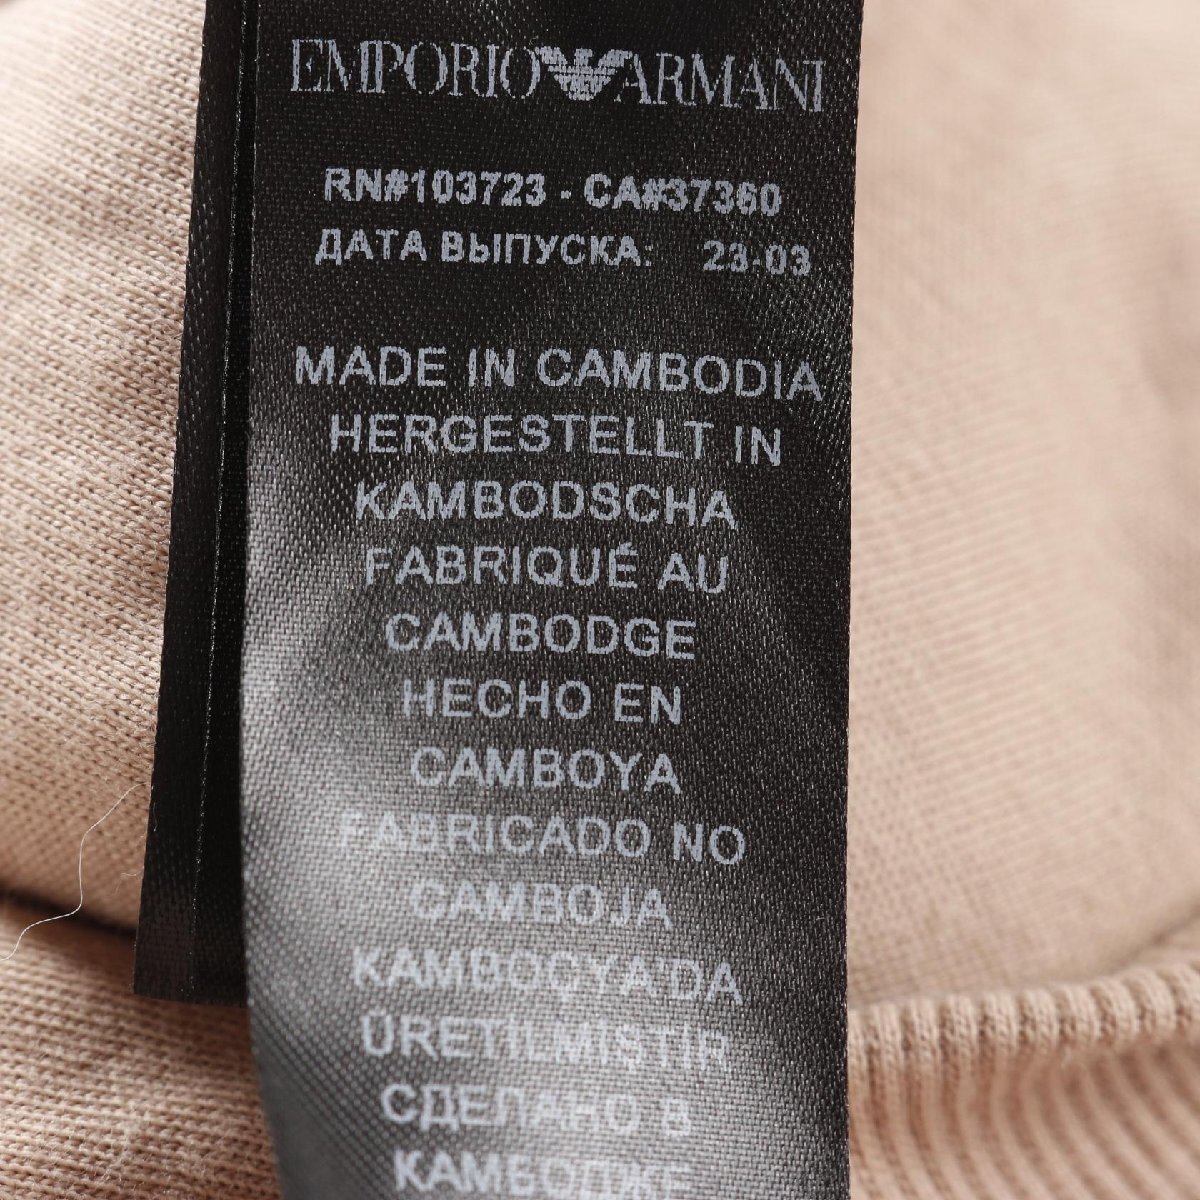 EMPORIO ARMANI
RN#103723 - CA#37360
ДАТА ВЫПУСКА: 23-03
MADE IN CAMBODIA
HERGESTELLT IN
KAMBODSCHA
FABRIQUÉ AU
CAMBODGE
HECHO EN
CAMBOYA
FABRICADO NO
CAMBOJA
KAMBOÇYA'DA
ÜRETILMIŞTIR
СДЕЛАНО В
КАМБОДЖЕ